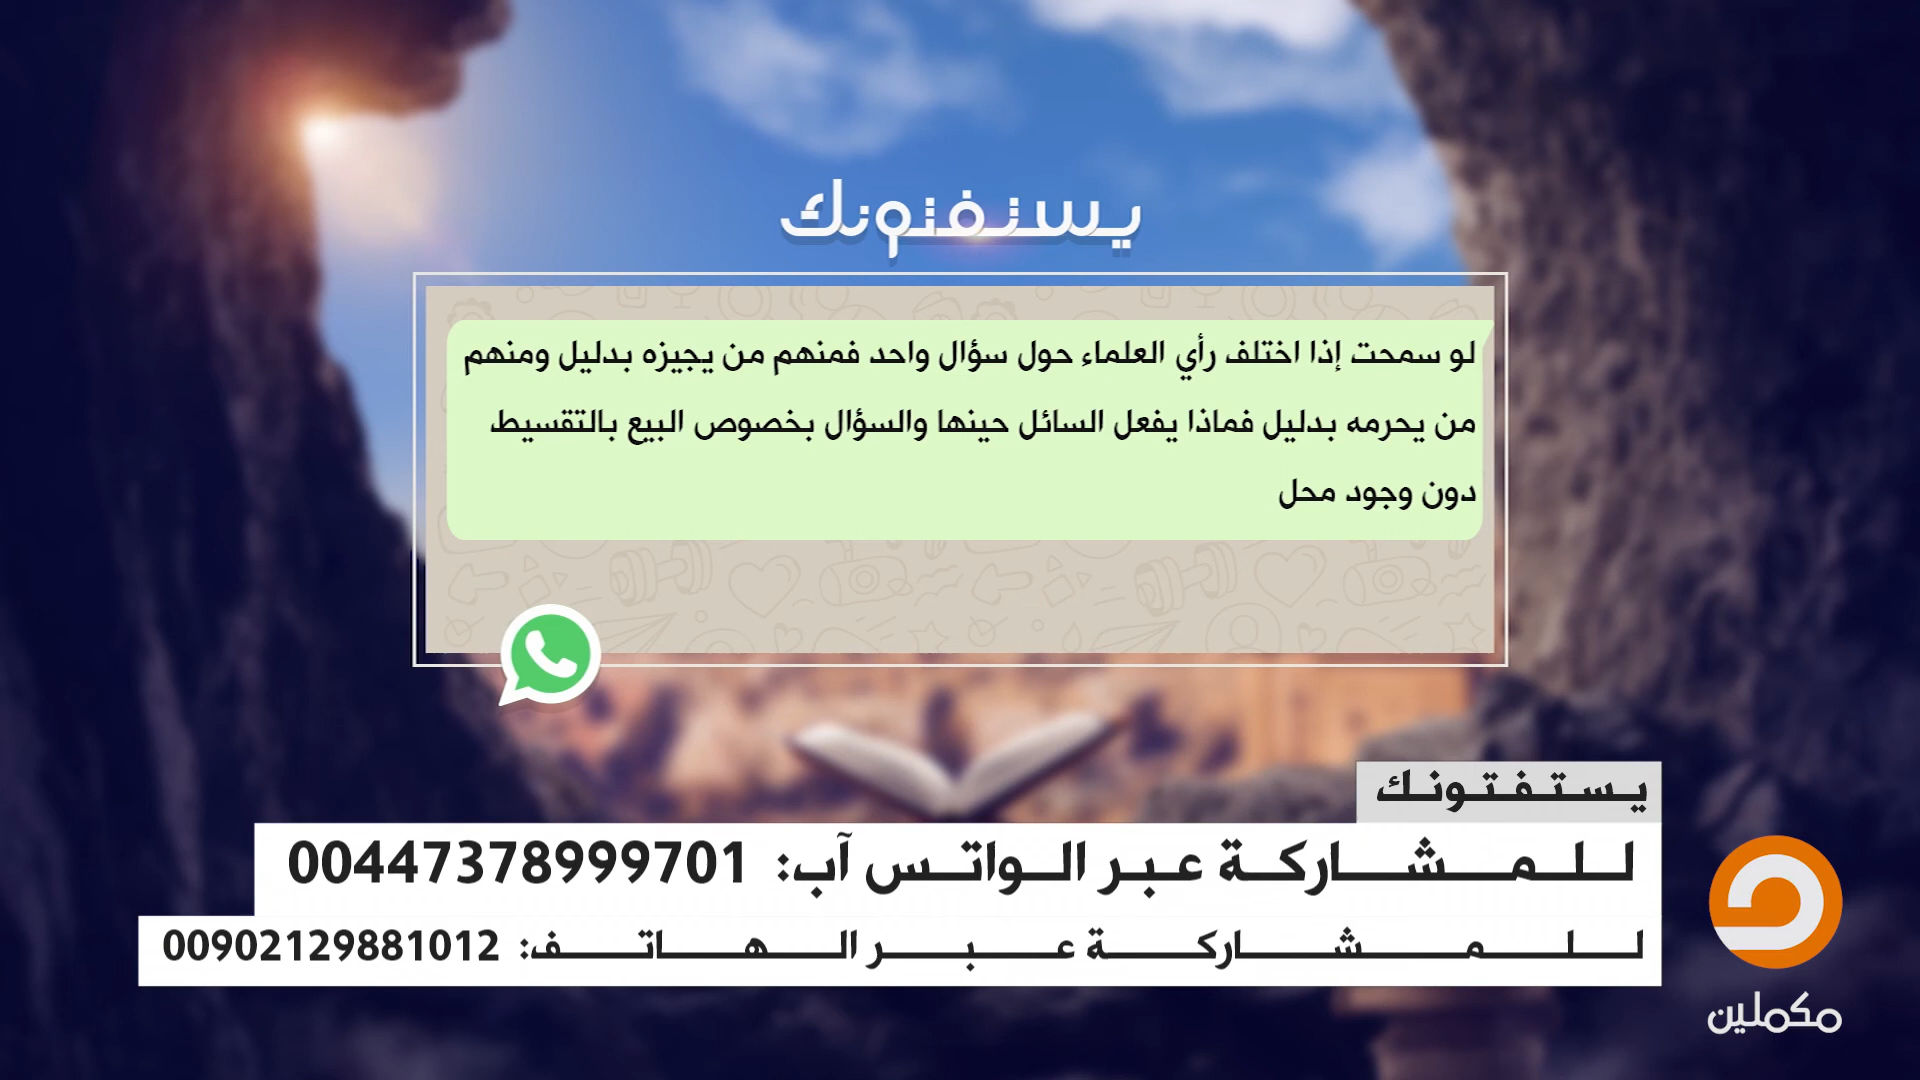 يستفتونك
لو سمحت إذا اختلف رأي العلماء حول سؤال واحد فمنهم من يجيزه بدليل ومنهم
من يحرمه بدليل فماذا يفعل السائل حينها والسؤال بخصوص البيع بالتقسيط
دون وجود محل
يستفتونك
للمشاركة عبر الواتس آب: 00447378999701
للمشاركة عبر الهاتف: 00902129881012
مكملين